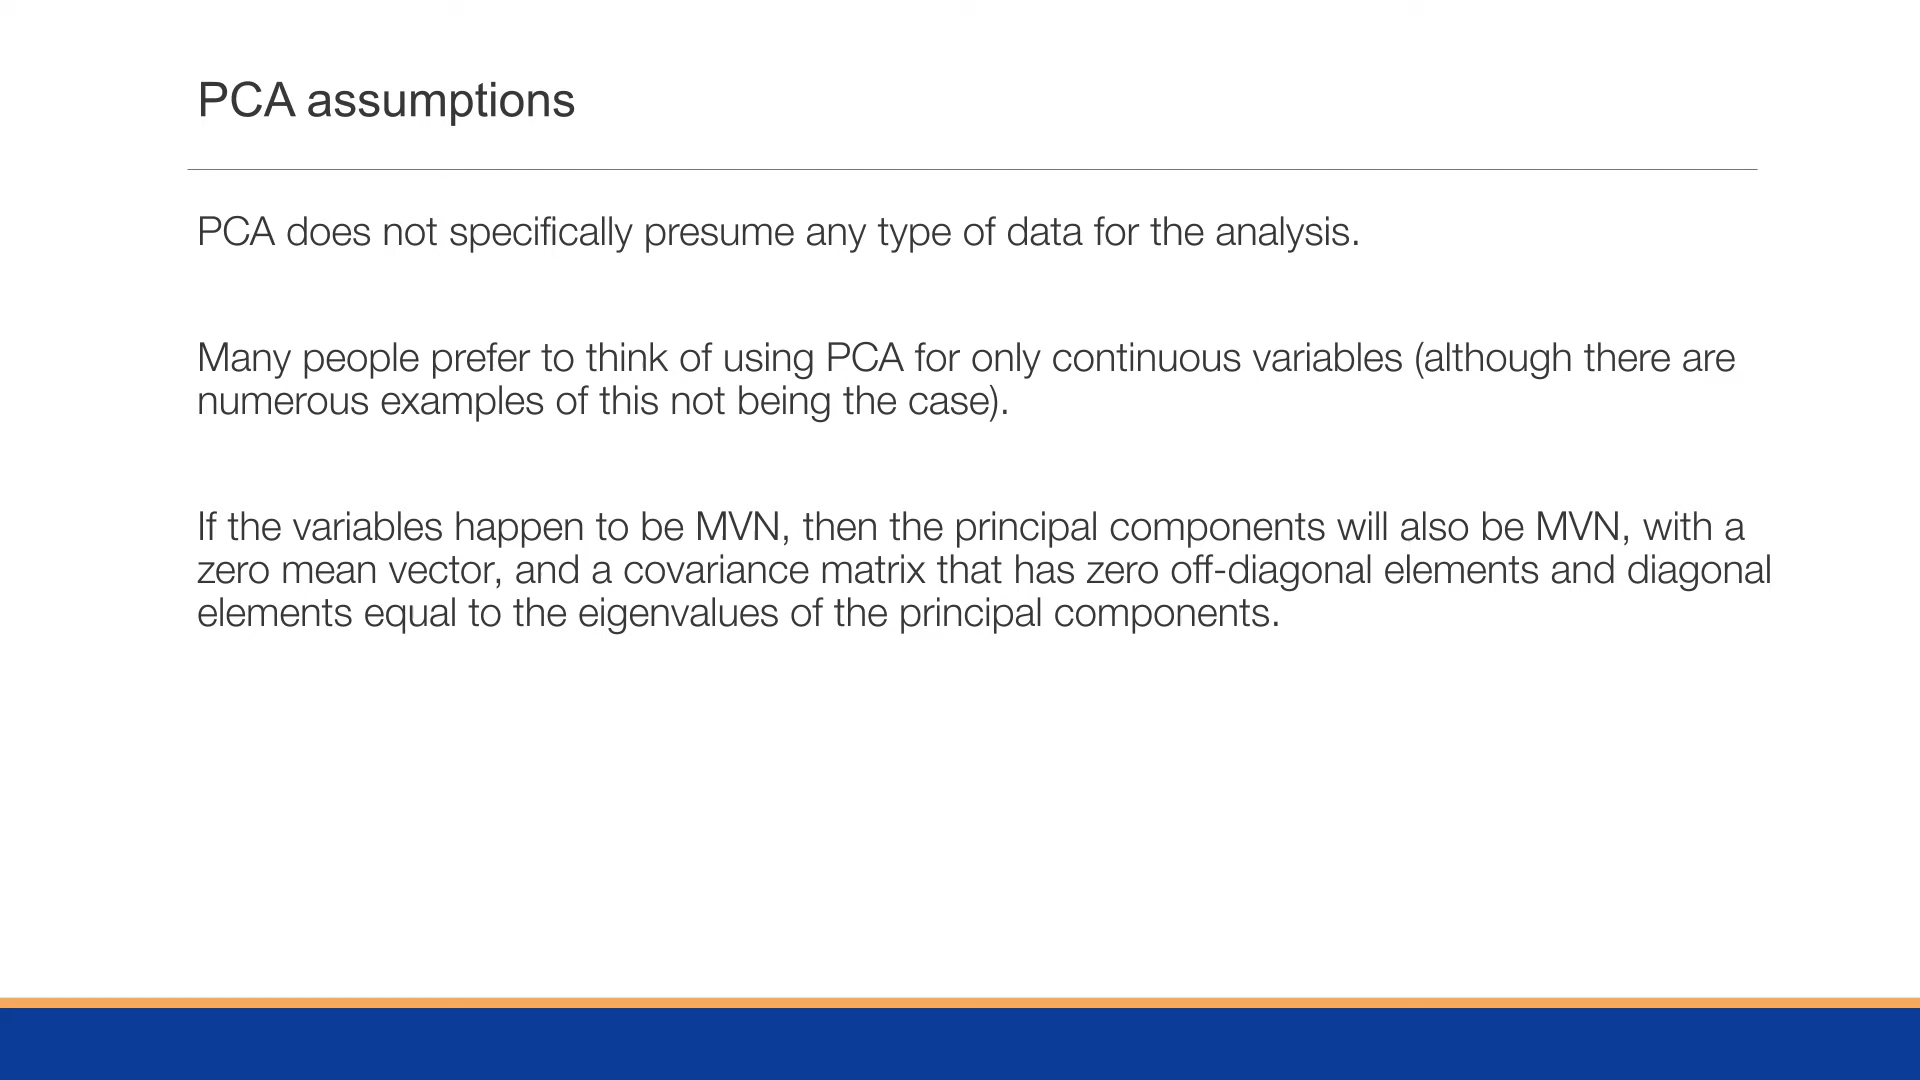 PCA assumptions
PCA does not specifically presume any type of data for the analysis.
Many people prefer to think of using PCA for only continuous variables (although there are
numerous examples of this not being the case).
If the variables happen to be MVN, then the principal components will also be MVN, with a
zero mean vector, and a covariance matrix that has zero off-diagonal elements and diagonal
elements equal to the eigenvalues of the principal components.